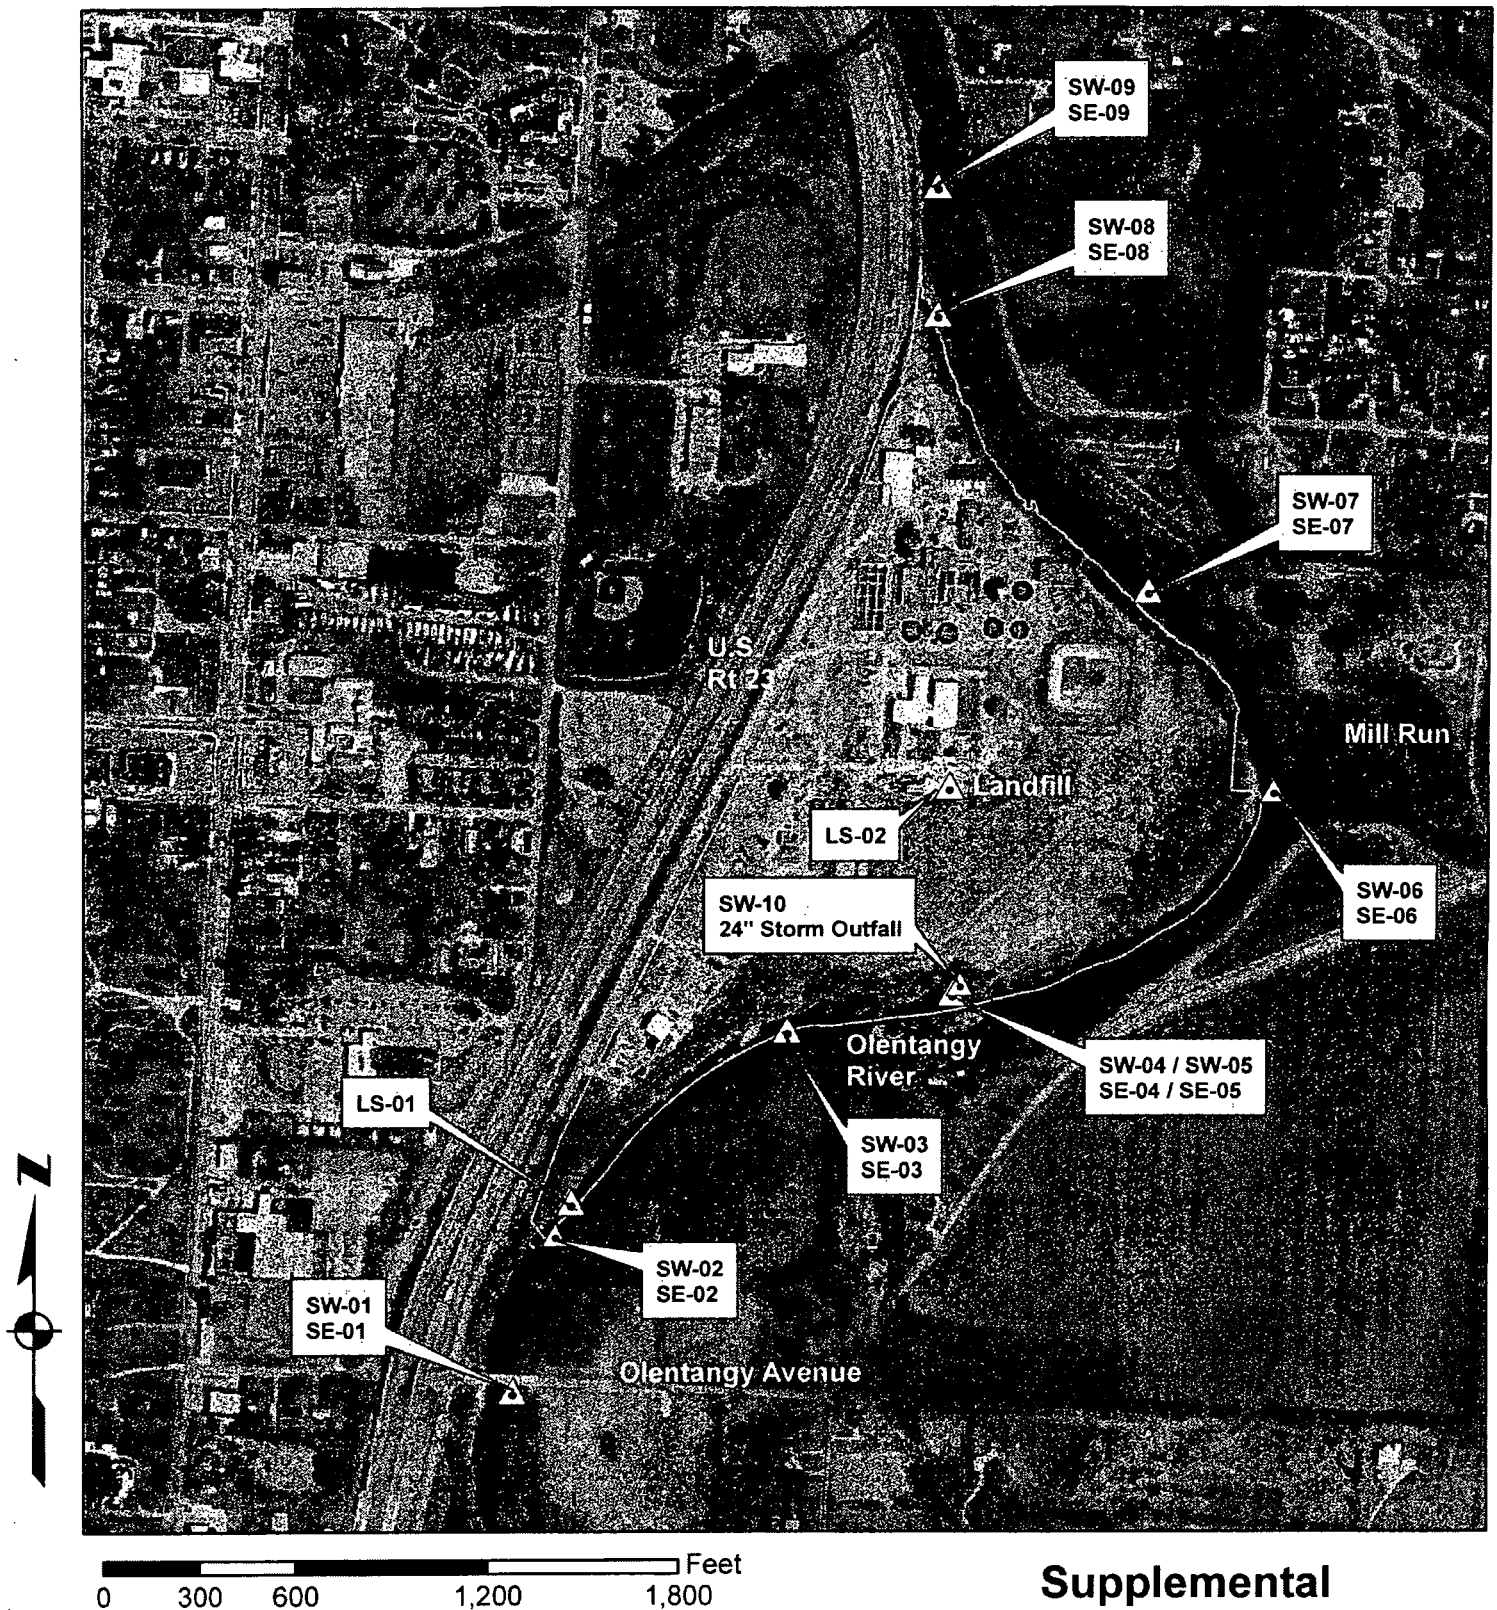 SW-09
SE-09
SW-08
SE-08
SW-07
SE-07
U.S.
Rt 23
Mill Run
Landfill
LS-02
SW-10
24" Storm Outfall
SW-06
SE-06
Olentangy
River
SW-04 / SW-05
SE-04 / SE-05
LS-01
SW-03
SE-03
N
SW-02
SE-02
SW-01
SE-01
Olentangy Avenue
Feet
0 300 600 1,200 1,800
Supplemental